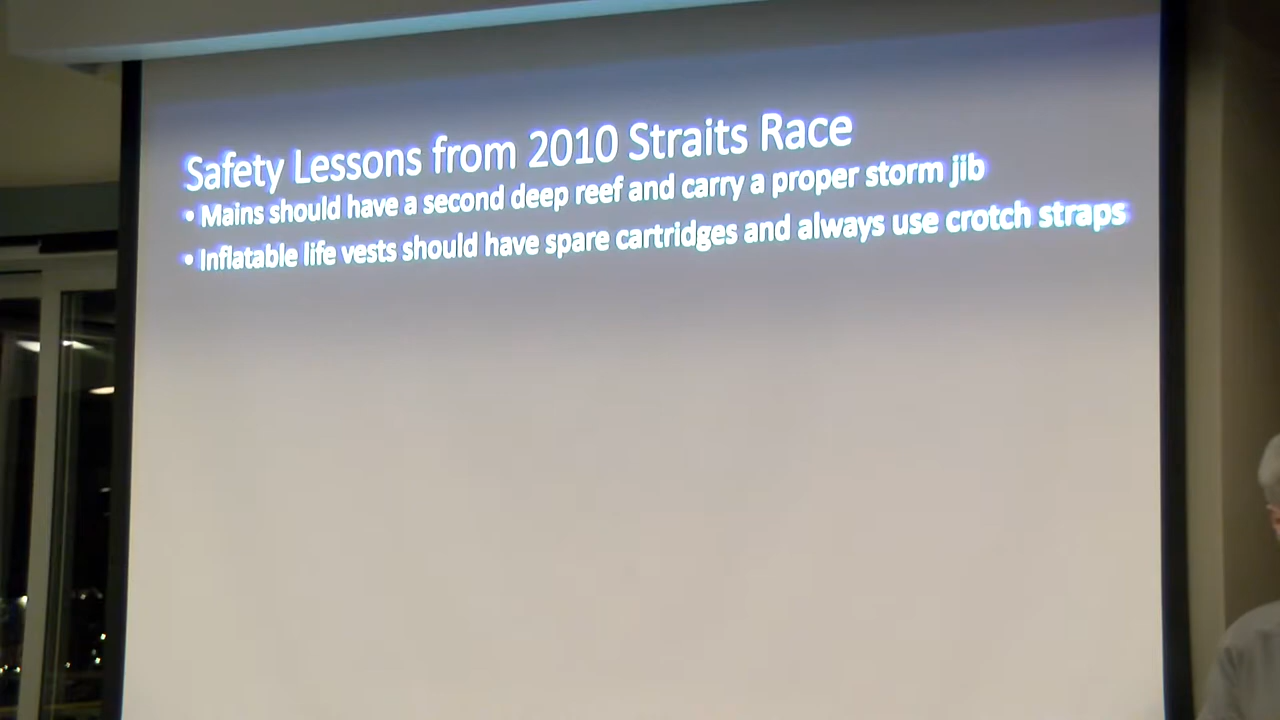 Safety Lessons from 2010 Straits Race
• Mains should have a second deep reef and carry a proper storm jib
• Inflatable life vests should have spare cartridges and always use crotch straps